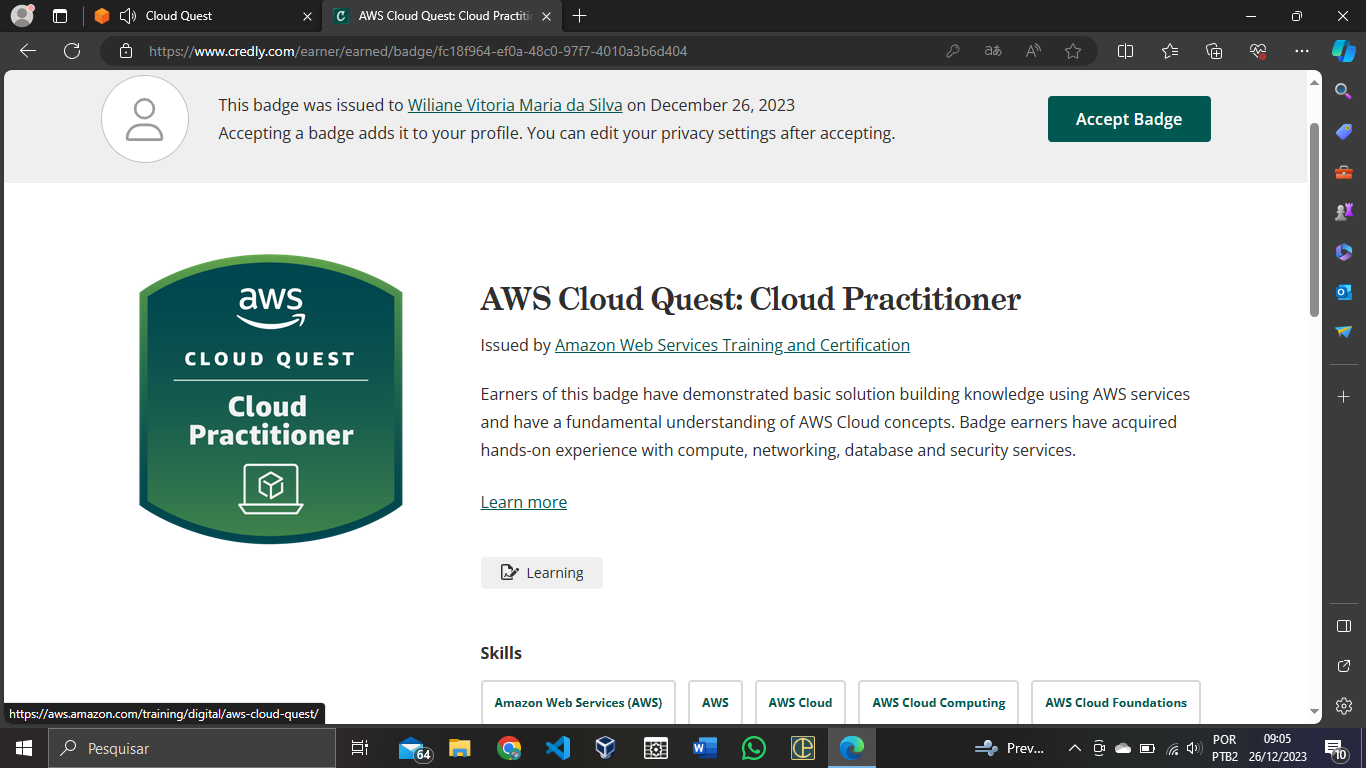 Cloud Quest
AWS Cloud Quest: Cloud Practitio
https://www.credly.com/earner/earned/badge/fc18f964-ef0a-48c0-97f7-4010a3b6d404
This badge was issued to Wiliane Vitoria Maria da Silva on December 26, 2023
Accepting a badge adds it to your profile. You can edit your privacy settings after accepting.
Accept Badge
aws
CLOUD QUEST
Cloud
Practitioner
AWS Cloud Quest: Cloud Practitioner
Issued by Amazon Web Services Training and Certification
Earners of this badge have demonstrated basic solution building knowledge using AWS services
and have a fundamental understanding of AWS Cloud concepts. Badge earners have acquired
hands-on experience with compute, networking, database and security services.
Learn more
Learning
Skills
Amazon Web Services (AWS)
AWS
AWS Cloud
AWS Cloud Computing
AWS Cloud Foundations
https://aws.amazon.com/training/digital/aws-cloud-quest/
Pesquisar
64
Prev...
POR
PTB2
09:05
26/12/2023
10